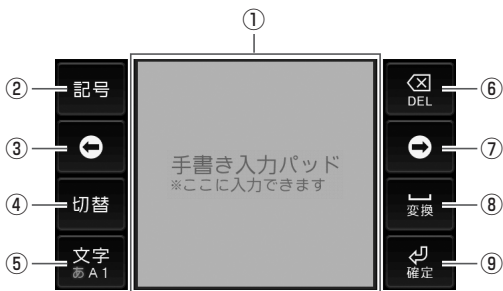 ①
② 記号
③
④ 切替
⑤ 文字
あA1
手書き入力パッド
※ここに入力できます
DEL ⑥
⑦
変換 ⑧
確定 ⑨